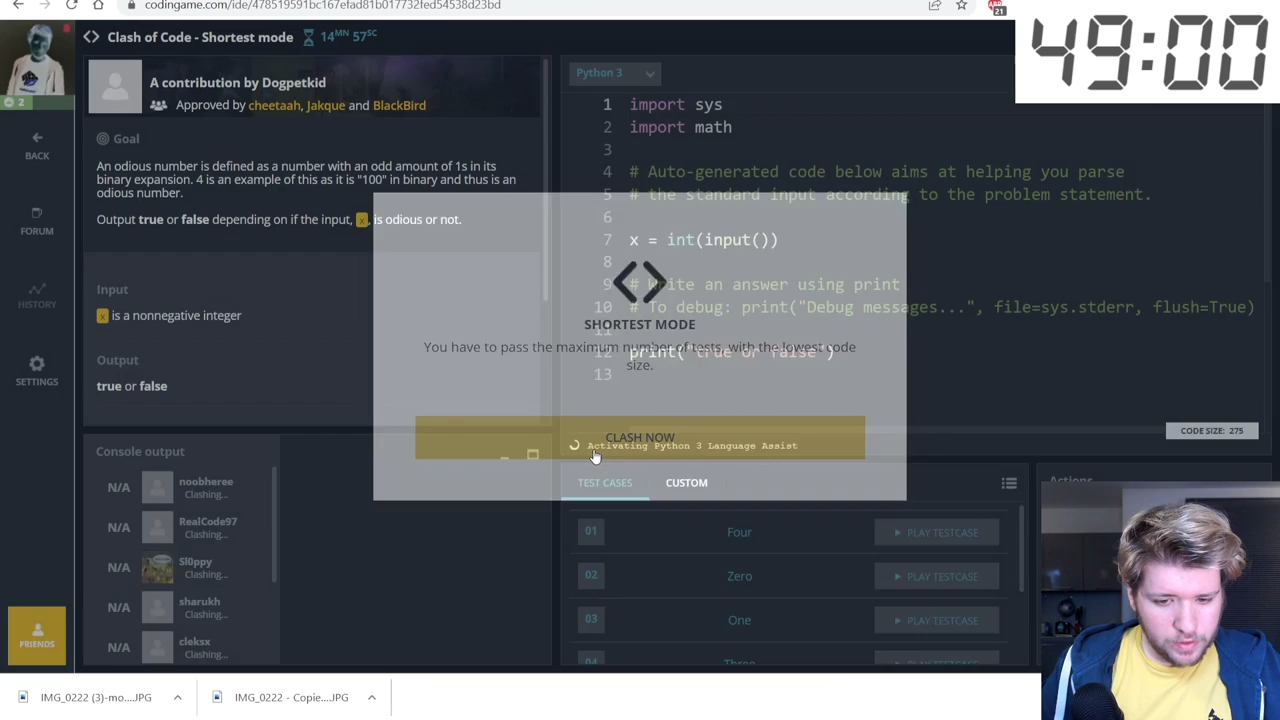 codingame.com/ide/478519591bc167efad81b017732fed54538d23bd
21
49:00
Clash of Code - Shortest mode 14MN 57SC
2
A contribution by Dogpetkid
Approved by cheetaah, Jakque and BlackBird
BACK
FORUM
HISTORY
SETTINGS
FRIENDS
Goal
An odious number is defined as a number with an odd amount of 1s in its
binary expansion. 4 is an example of this as it is "100" in binary and thus is an
odious number.
Output true or false depending on if the input, x, is odious or not.
Input
x is a nonnegative integer
Output
true or false
Python 3
1 import sys
2 import math
3
4 # Auto-generated code below aims at helping you parse
5 # the standard input according to the problem statement.
6
7 x = int(input())
8
9 # Write an answer using print
10 # To debug: print("Debug messages...", file=sys.stderr, flush=True)
11
12 print("true or false")
13
CODE SIZE: 275
SHORTEST MODE
You have to pass the maximum number of tests, with the lowest code
size.
CLASH NOW
Activating Python 3 Language Assist
Console output
N/A noobheree
Clashing...
N/A RealCode97
Clashing...
N/A Sl0ppy
Clashing...
N/A sharukh
Clashing...
N/A cleksx
Clashing...
TEST CASES CUSTOM
01 Four PLAY TESTCASE
02 Zero PLAY TESTCASE
03 One PLAY TESTCASE
04 Three PLAY TESTCASE
Actions
IMG_0222 (3)-mo....JPG
IMG_0222 - Copie....JPG